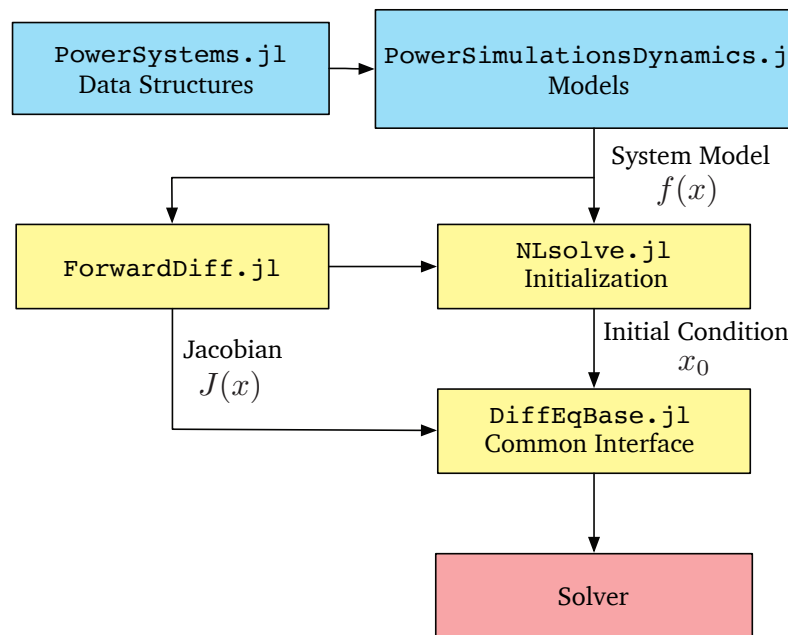 PowerSystems.jl
Data Structures
PowerSimulationsDynamics.j
Models
System Model
f(x)
ForwardDiff.jl
NLsolve.jl
Initialization
Jacobian
J(x)
Initial Condition
x₀
DiffEqBase.jl
Common Interface
Solver